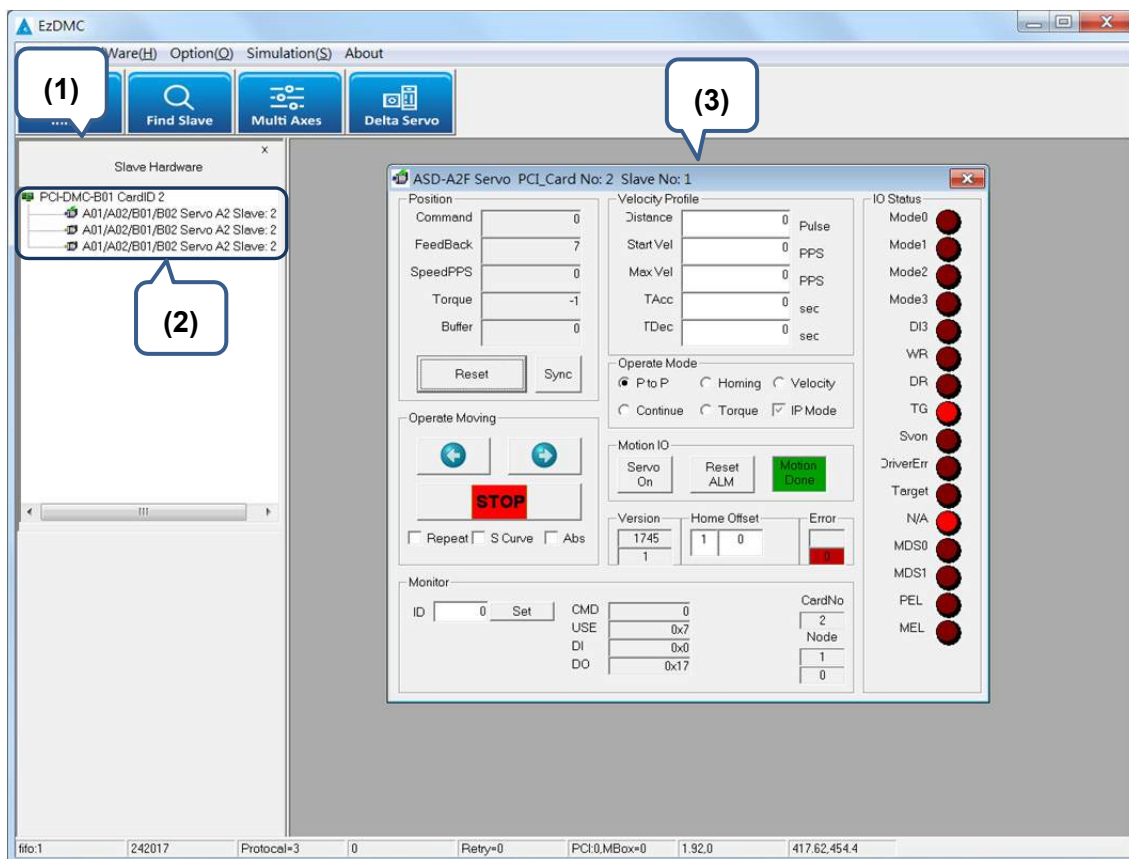 EzDMC
Ware(H) Option(O) Simulation(S) About
(1)
....
Find Slave
Multi Axes
Delta Servo
(3)
x
Slave Hardware
PCI-DMC-B01 CardID 2
A01/A02/B01/B02 Servo A2 Slave: 2
A01/A02/B01/B02 Servo A2 Slave: 2
A01/A02/B01/B02 Servo A2 Slave: 2
(2)
ASD-A2F Servo PCI_Card No: 2 Slave No: 1
Position
Command 0
FeedBack 7
SpeedPPS 0
Torque -1
Buffer 0
Reset Sync
Operate Moving
STOP
Repeat S Curve Abs
Velocity Profile
Distance 0 Pulse
Start Vel 0 PPS
Max Vel 0 PPS
TAcc 0 sec
TDec 0 sec
Operate Mode
P to P Homing Velocity
Continue Torque IP Mode
Motion IO
Servo On
Reset ALM
Motion Done
Version
1745
1
Home Offset
1 0
Error
0
Monitor
ID 0 Set
CMD 0
USE 0x7
DI 0x0
DO 0x17
CardNo
2
Node
1
0
IO Status
Mode0
Mode1
Mode2
Mode3
DI3
WR
DR
TG
Svon
DriverErr
Target
N/A
MDS0
MDS1
PEL
MEL
fifo:1 242017 Protocal=3 0 Retry=0 PCI:0,MBox=0 1.92,0 417.62,454.4